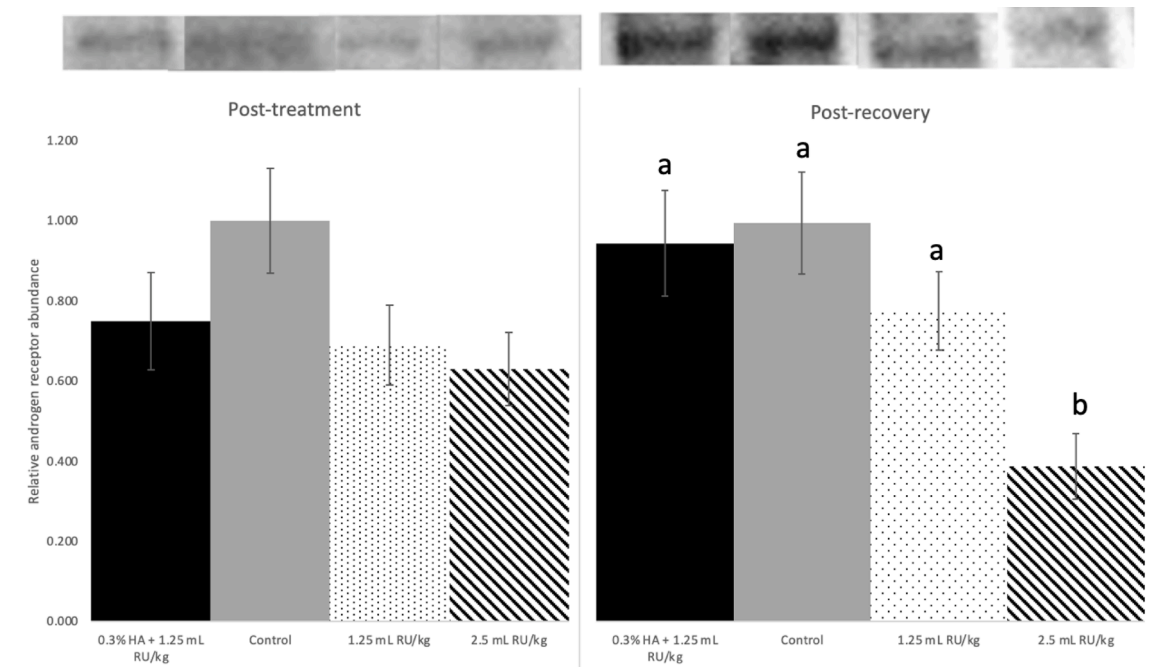 Post-treatment
Post-recovery
Relative androgen receptor abundance
1.200
1.000
0.800
0.600
0.400
0.200
0.000
a
a
a
b
0.3% HA + 1.25 mL
RU/kg
Control
1.25 mL RU/kg
2.5 mL RU/kg
0.3% HA + 1.25 mL
RU/kg
Control
1.25 mL RU/kg
2.5 mL RU/kg